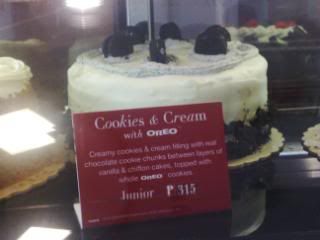 Cookies & Cream
with OREO
Creamy cookies & cream filling with real
chocolate cookie chunks between layers of
vanilla & chiffon cakes, topped with
whole OREO cookies.
Junior ₱ 315